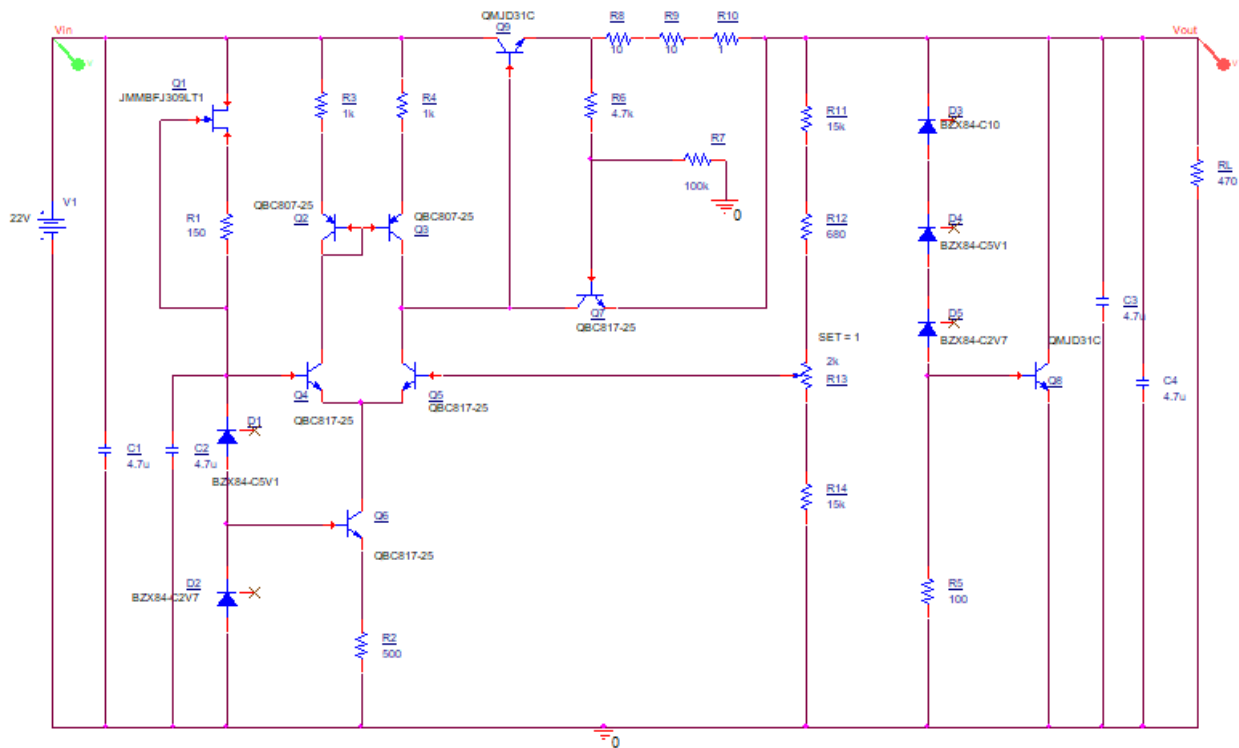 Vin
QMJD31C
Q9
R8
10
R9
10
R10
1
Vout
Q1
JMMBFJ309LT1
R3
1k
R4
1k
R6
4.7k
R7
100k
0
R11
15k
D3
BZX84-C10
RL
470
V1
22V
R1
150
QBC807-25
Q2
QBC807-25
Q3
R12
680
D4
BZX84-C5V1
Q7
QBC817-25
SET = 1
2k
R13
D5
BZX84-C2V7
QMJD31C
Q8
C3
4.7u
C4
4.7u
Q4
QBC817-25
Q5
QBC817-25
D1
BZX84-C5V1
C1
4.7u
C2
4.7u
Q6
QBC817-25
R14
15k
D2
BZX84-C2V7
R5
100
R2
500
0